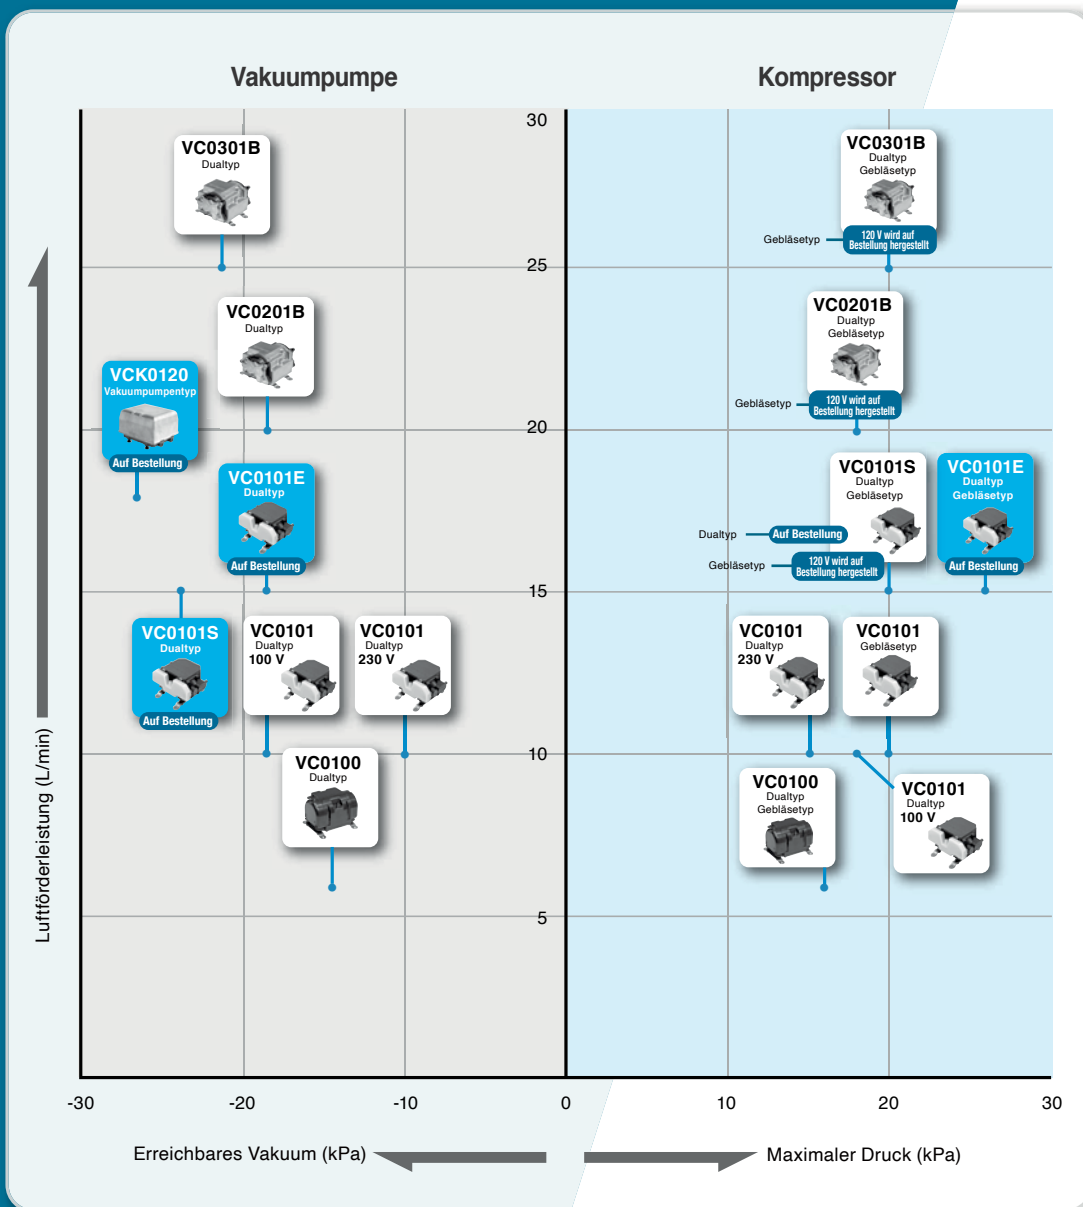 Vakuumpumpe
Kompressor
30
25
20
15
10
5
Luftförderleistung (L/min)
VC0301B
Dualtyp
VC0201B
Dualtyp
VCK0120
Vakuumpumpentyp
Auf Bestellung
VC0101E
Dualtyp
Auf Bestellung
VC0101S
Dualtyp
Auf Bestellung
VC0101
Dualtyp
100 V
VC0101
Dualtyp
230 V
VC0100
Dualtyp
VC0301B
Dualtyp
Gebläsetyp
Gebläsetyp
120 V wird auf
Bestellung hergestellt
VC0201B
Dualtyp
Gebläsetyp
Gebläsetyp
120 V wird auf
Bestellung hergestellt
VC0101S
Dualtyp
Gebläsetyp
Dualtyp
Auf Bestellung
Gebläsetyp
120 V wird auf
Bestellung hergestellt
VC0101E
Dualtyp
Gebläsetyp
Auf Bestellung
VC0101
Dualtyp
230 V
VC0101
Gebläsetyp
VC0100
Dualtyp
Gebläsetyp
VC0101
Dualtyp
100 V
-30
-20
-10
0
10
20
30
Erreichbares Vakuum (kPa)
Maximaler Druck (kPa)